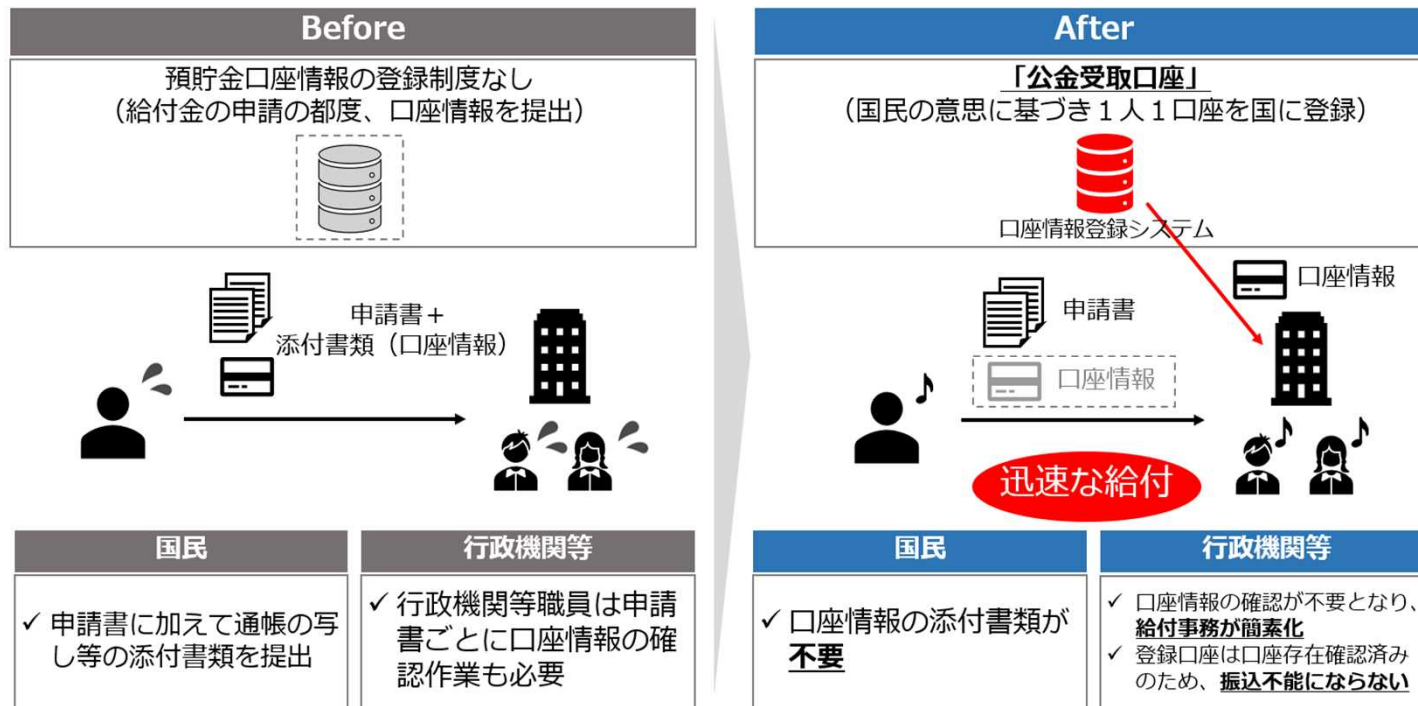 Before
預貯金口座情報の登録制度なし
（給付金の申請の都度、口座情報を提出）
申請書＋
添付書類（口座情報）
国民
✓ 申請書に加えて通帳の写
し等の添付書類を提出
行政機関等
✓ 行政機関等職員は申請
書ごとに口座情報の確
認作業も必要
After
「公金受取口座」
（国民の意思に基づき１人１口座を国に登録）
口座情報登録システム
口座情報
申請書
口座情報
迅速な給付
国民
✓ 口座情報の添付書類が
不要
行政機関等
✓ 口座情報の確認が不要となり、
給付事務が簡素化
✓ 登録口座は口座存在確認済み
のため、振込不能にならない